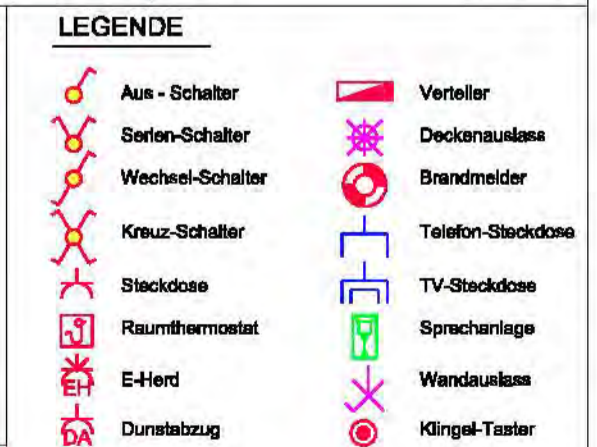 LEGENDE
Aus - Schalter
Serien-Schalter
Wechsel-Schalter
Kreuz-Schalter
Steckdose
Raumthermostat
EH E-Herd
DA Dunstabzug
Verteiler
Deckenauslass
Brandmelder
Telefon-Steckdose
TV-Steckdose
Sprechanlage
Wandauslass
Klingel-Taster